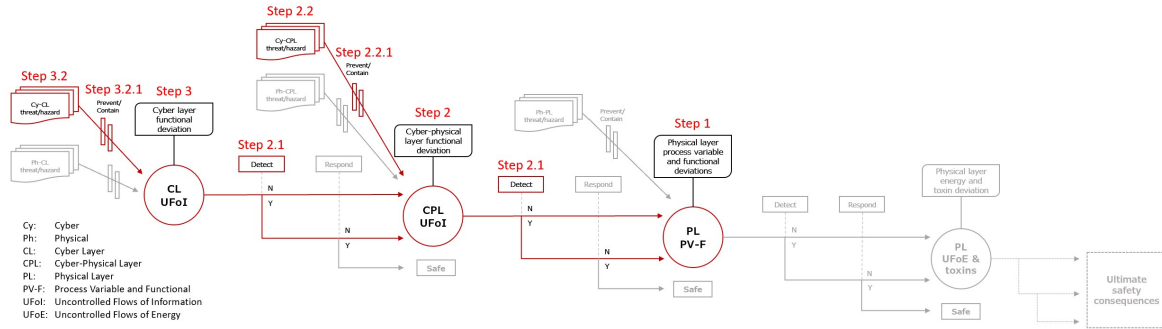 Step 2.2
Cy-CPL
threat/hazard
Step 2.2.1
Prevent/
Contain
Step 3.2
Step 3.2.1
Prevent/
Contain
Step 3
Cy-CL
threat/hazard
Cyber layer
functional
deviation
Ph-CPL
threat/hazard
Step 2
Cyber-physical
layer functional
deviation
Ph-PL
threat/hazard
Prevent/
Contain
Step 1
Physical layer
process variable
and functional
deviations
Ph-CL
threat/hazard
Step 2.1
Detect
Respond
Step 2.1
Detect
Respond
Physical layer
energy and
toxin deviation
Detect
Respond
CL
UFoI
N
Y
CPL
UFoI
N
Y
PL
PV-F
N
Y
N
Y
PL
UFoE &
toxins
Safe
Safe
Safe
Ultimate
safety
consequences
Cy: Cyber
Ph: Physical
CL: Cyber Layer
CPL: Cyber-Physical Layer
PL: Physical Layer
PV-F: Process Variable and Functional
UFoI: Uncontrolled Flows of Information
UFoE: Uncontrolled Flows of Energy